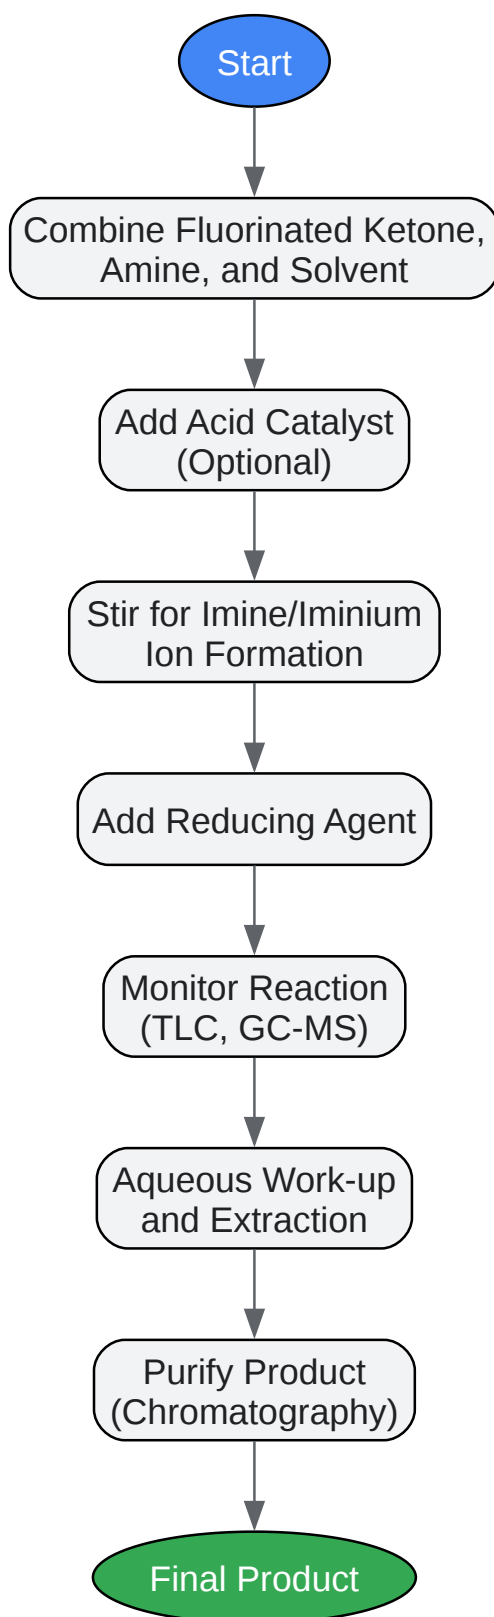 Start
Combine Fluorinated Ketone,
Amine, and Solvent
Add Acid Catalyst
(Optional)
Stir for Imine/Iminium
Ion Formation
Add Reducing Agent
Monitor Reaction
(TLC, GC-MS)
Aqueous Work-up
and Extraction
Purify Product
(Chromatography)
Final Product